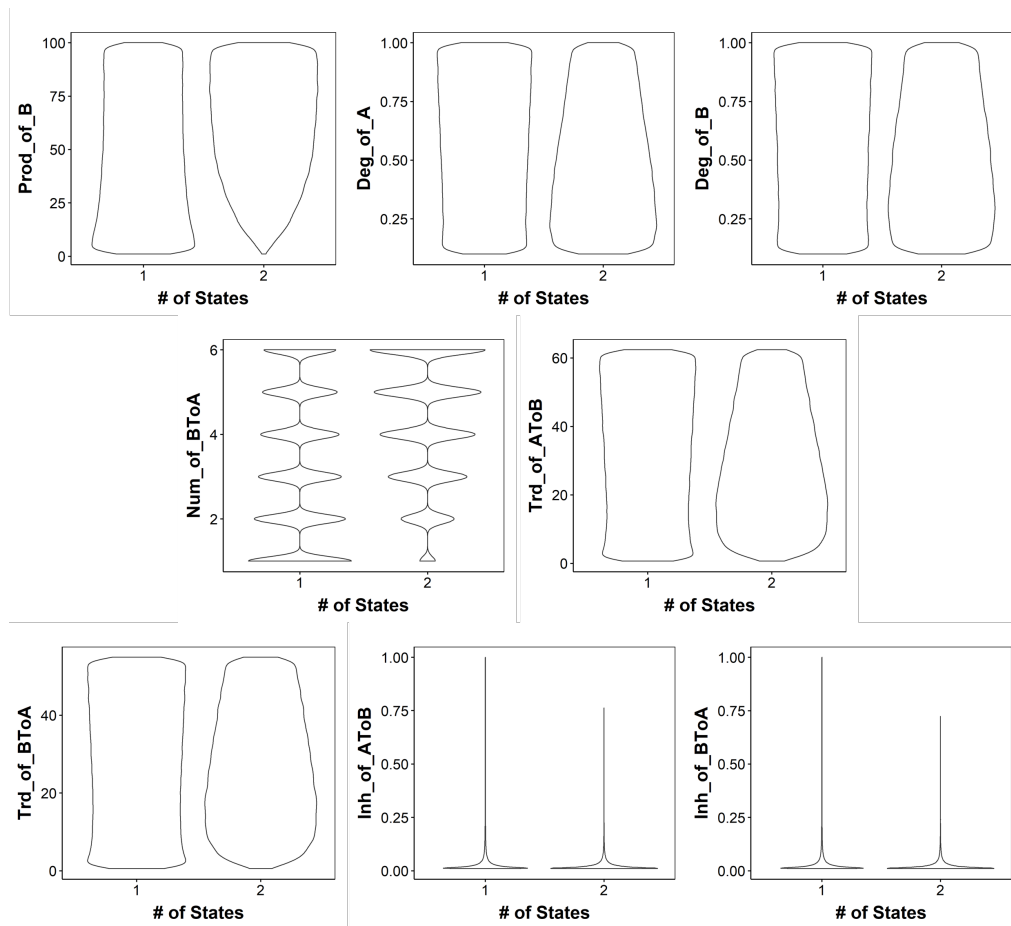 Prod_of_B
100
75
50
25
0
1 2
# of States
Deg_of_A
1.00
0.75
0.50
0.25
1 2
# of States
Deg_of_B
1.00
0.75
0.50
0.25
1 2
# of States
Num_of_BToA
6
4
2
1 2
# of States
Trd_of_AToB
60
40
20
0
1 2
# of States
Trd_of_BToA
40
20
0
1 2
# of States
Inh_of_AToB
1.00
0.75
0.50
0.25
0.00
1 2
# of States
Inh_of_BToA
1.00
0.75
0.50
0.25
0.00
1 2
# of States